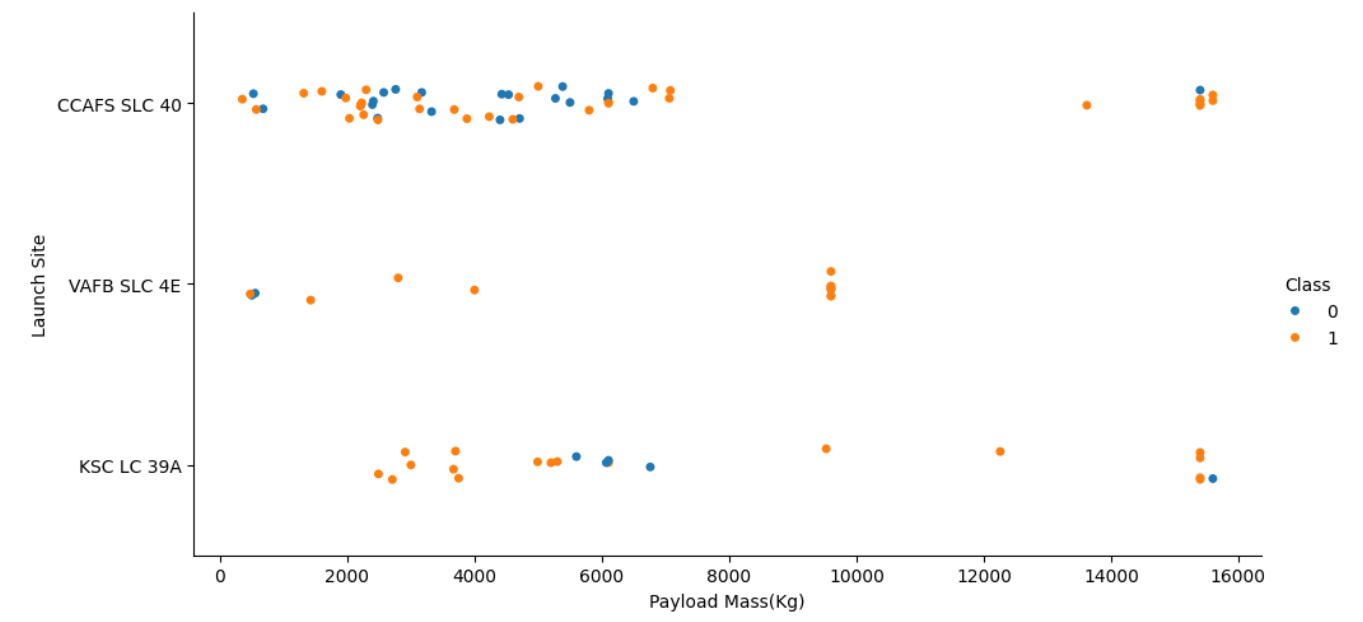 CCAFS SLC 40
VAFB SLC 4E
KSC LC 39A
Launch Site
0 2000 4000 6000 8000 10000 12000 14000 16000
Payload Mass(Kg)
Class
0
1